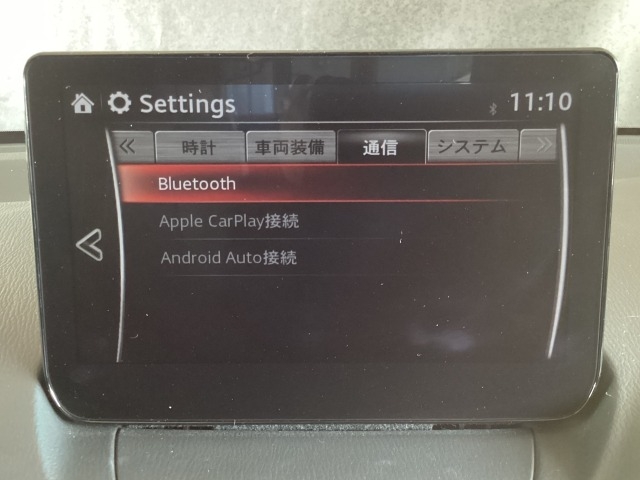 Settings 11:10
« 時計 車両装備 通信 システム »
Bluetooth
Apple CarPlay接続
Android Auto接続